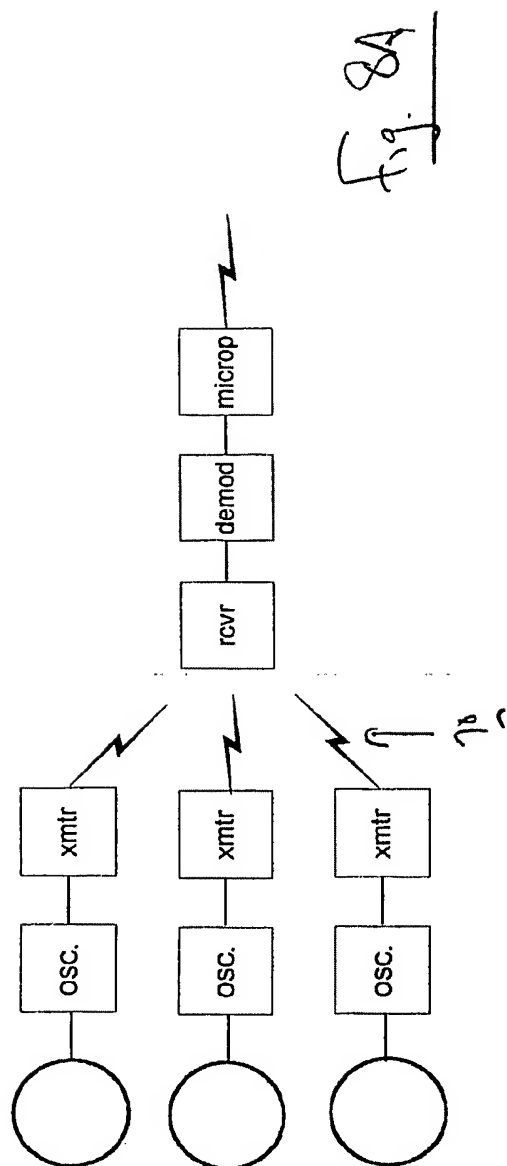 Fig. 8A
microp
demod
rcvr
xmtr
xmtr
xmtr
osc.
osc.
osc.